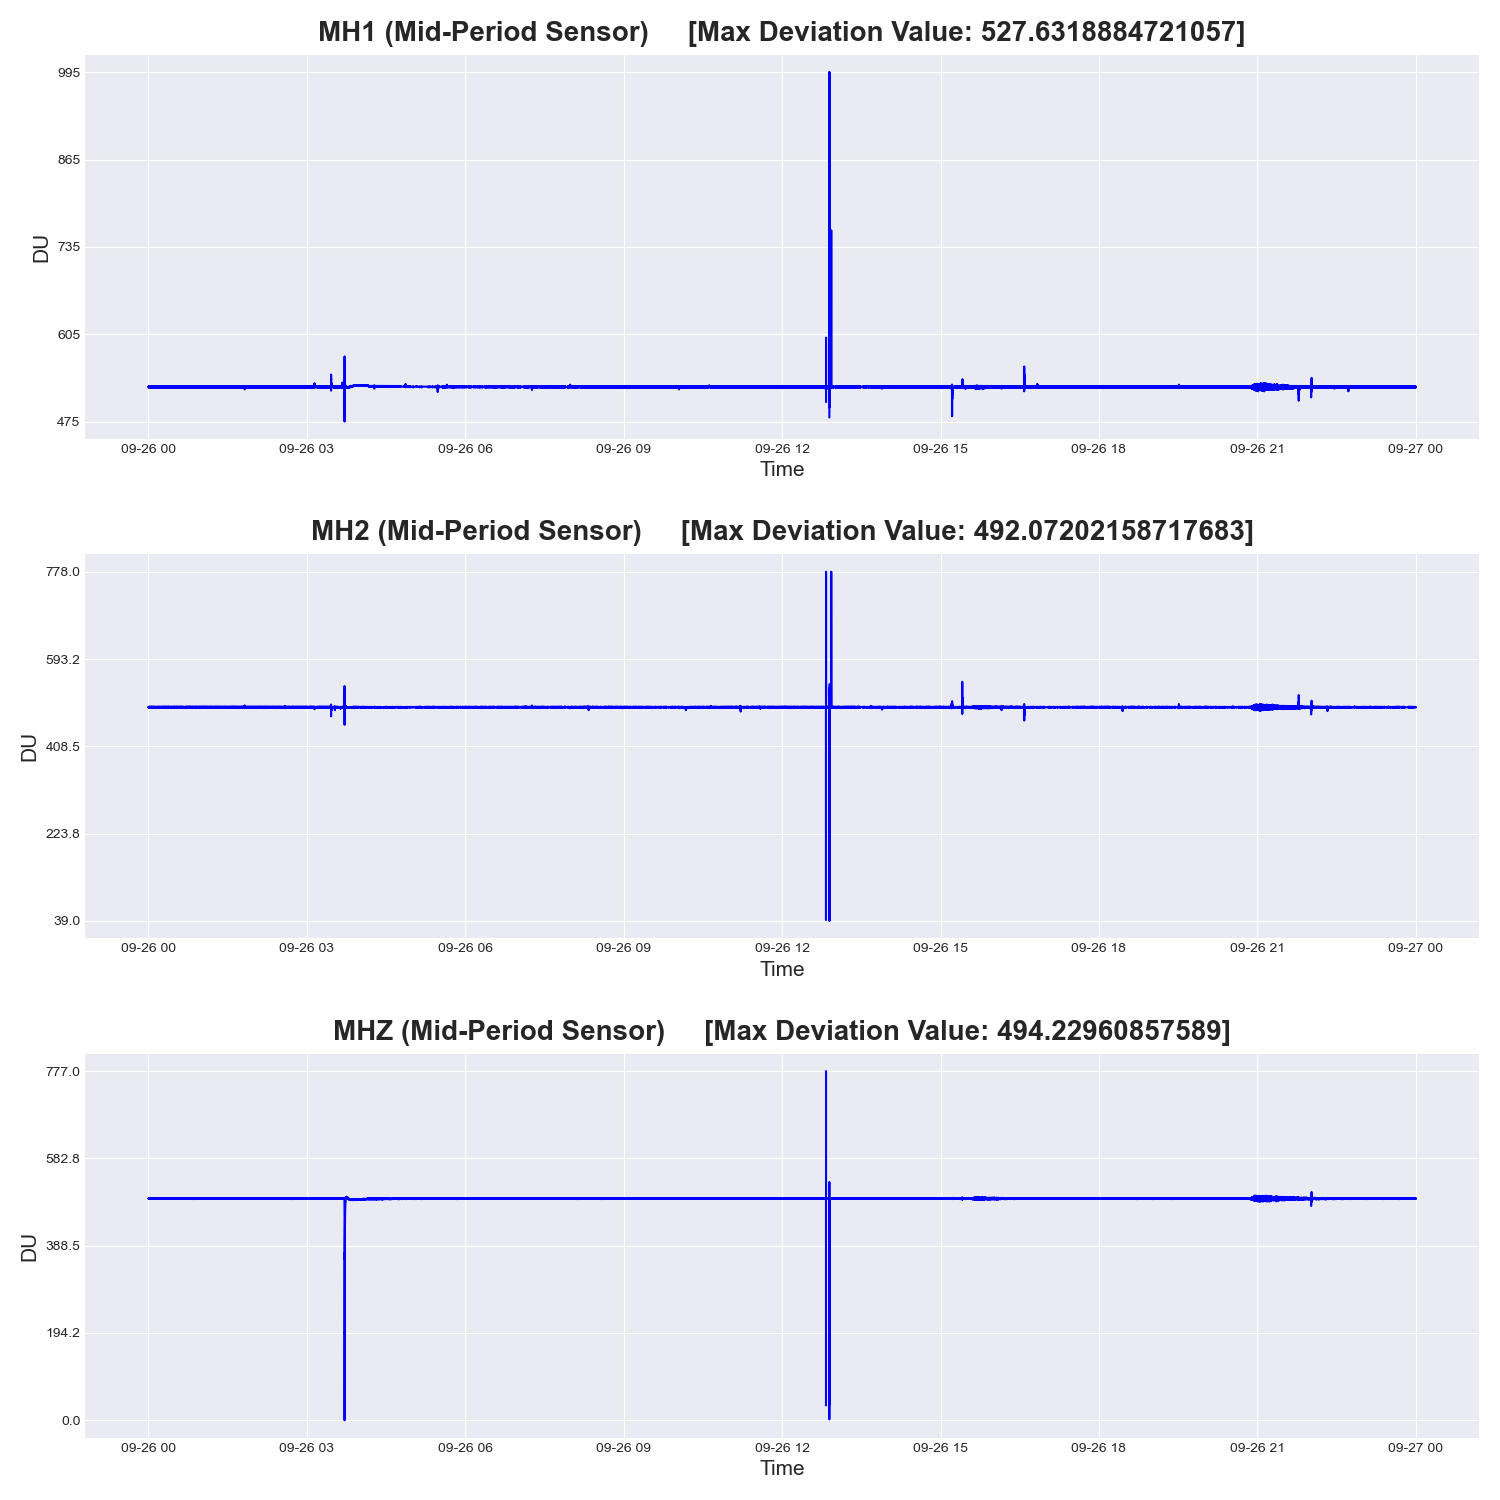 MH1 (Mid-Period Sensor) [Max Deviation Value: 527.6318884721057]
995
865
735
605
475
DU
09-26 00 09-26 03 09-26 06 09-26 09 09-26 12 09-26 15 09-26 18 09-26 21 09-27 00
Time
MH2 (Mid-Period Sensor) [Max Deviation Value: 492.07202158717683]
778.0
593.2
408.5
223.8
39.0
DU
09-26 00 09-26 03 09-26 06 09-26 09 09-26 12 09-26 15 09-26 18 09-26 21 09-27 00
Time
MHZ (Mid-Period Sensor) [Max Deviation Value: 494.22960857589]
777.0
582.8
388.5
194.2
0.0
DU
09-26 00 09-26 03 09-26 06 09-26 09 09-26 12 09-26 15 09-26 18 09-26 21 09-27 00
Time